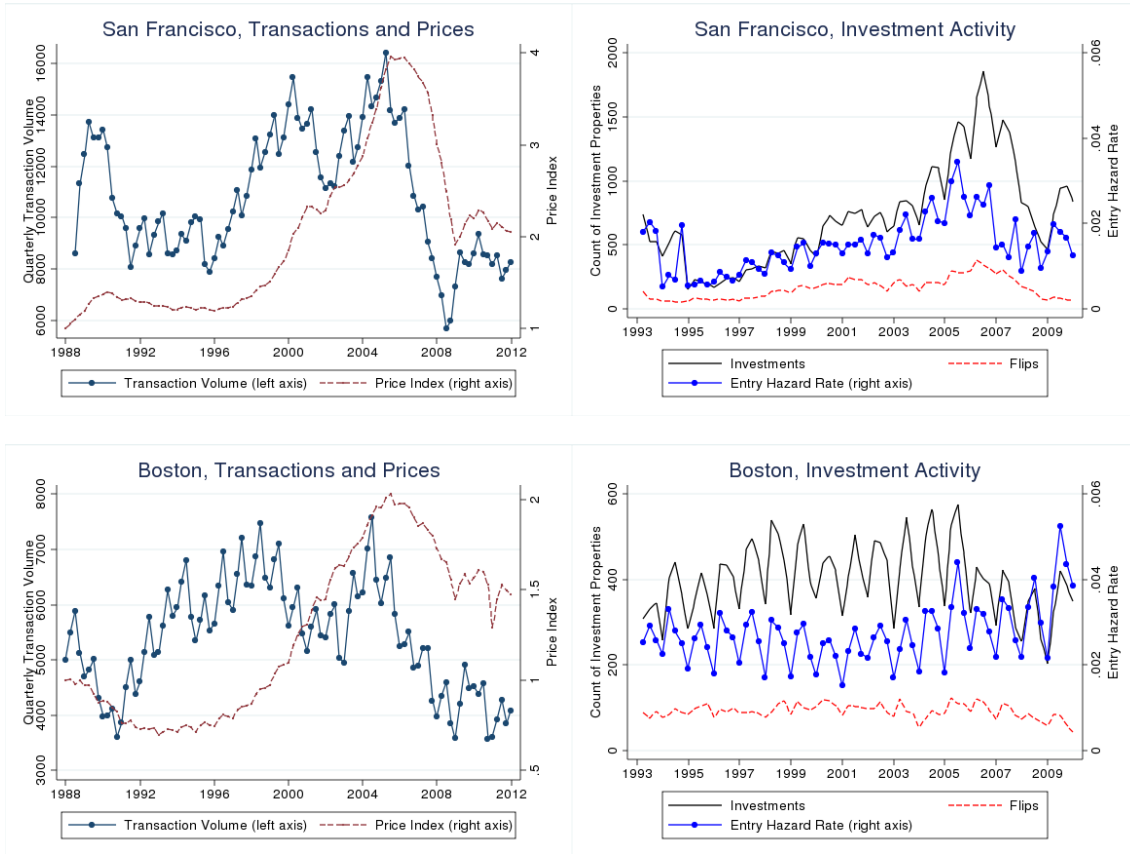 San Francisco, Transactions and Prices
Quarterly Transaction Volume
6000 8000 10000 12000 14000 16000
1 2 3 4
Price Index
1988 1992 1996 2000 2004 2008 2012
Transaction Volume (left axis) Price Index (right axis)
San Francisco, Investment Activity
Count of Investment Properties
0 500 1000 1500 2000
0 .002 .004 .006
Entry Hazard Rate
1993 1995 1997 1999 2001 2003 2005 2007 2009
Investments Flips
Entry Hazard Rate (right axis)
Boston, Transactions and Prices
Quarterly Transaction Volume
3000 4000 5000 6000 7000 8000
.5 1 1.5 2
Price Index
1988 1992 1996 2000 2004 2008 2012
Transaction Volume (left axis) Price Index (right axis)
Boston, Investment Activity
Count of Investment Properties
0 200 400 600
0 .002 .004 .006
Entry Hazard Rate
1993 1995 1997 1999 2001 2003 2005 2007 2009
Investments Flips
Entry Hazard Rate (right axis)